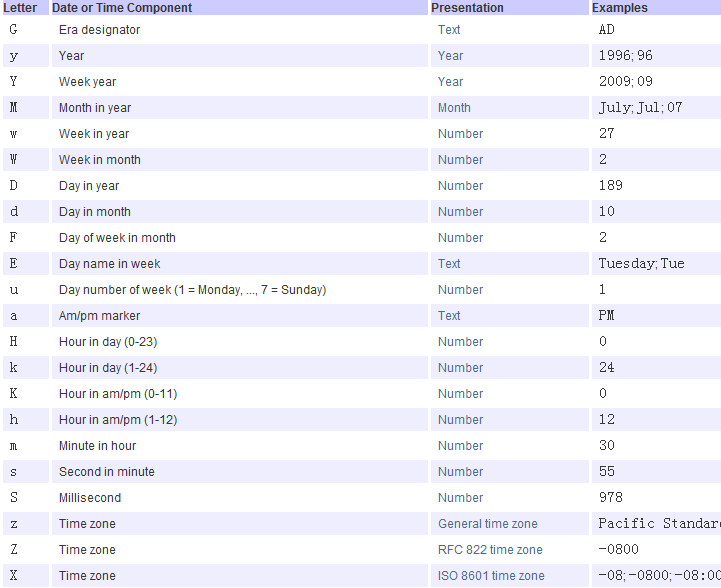 Letter Date or Time Component Presentation Examples
G Era designator Text AD
y Year Year 1996; 96
Y Week year Year 2009; 09
M Month in year Month July; Jul; 07
w Week in year Number 27
W Week in month Number 2
D Day in year Number 189
d Day in month Number 10
F Day of week in month Number 2
E Day name in week Text Tuesday; Tue
u Day number of week (1 = Monday, ..., 7 = Sunday) Number 1
a Am/pm marker Text PM
H Hour in day (0-23) Number 0
k Hour in day (1-24) Number 24
K Hour in am/pm (0-11) Number 0
h Hour in am/pm (1-12) Number 12
m Minute in hour Number 30
s Second in minute Number 55
S Millisecond Number 978
z Time zone General time zone Pacific Standar
Z Time zone RFC 822 time zone -0800
X Time zone ISO 8601 time zone -08; -0800; -08:00